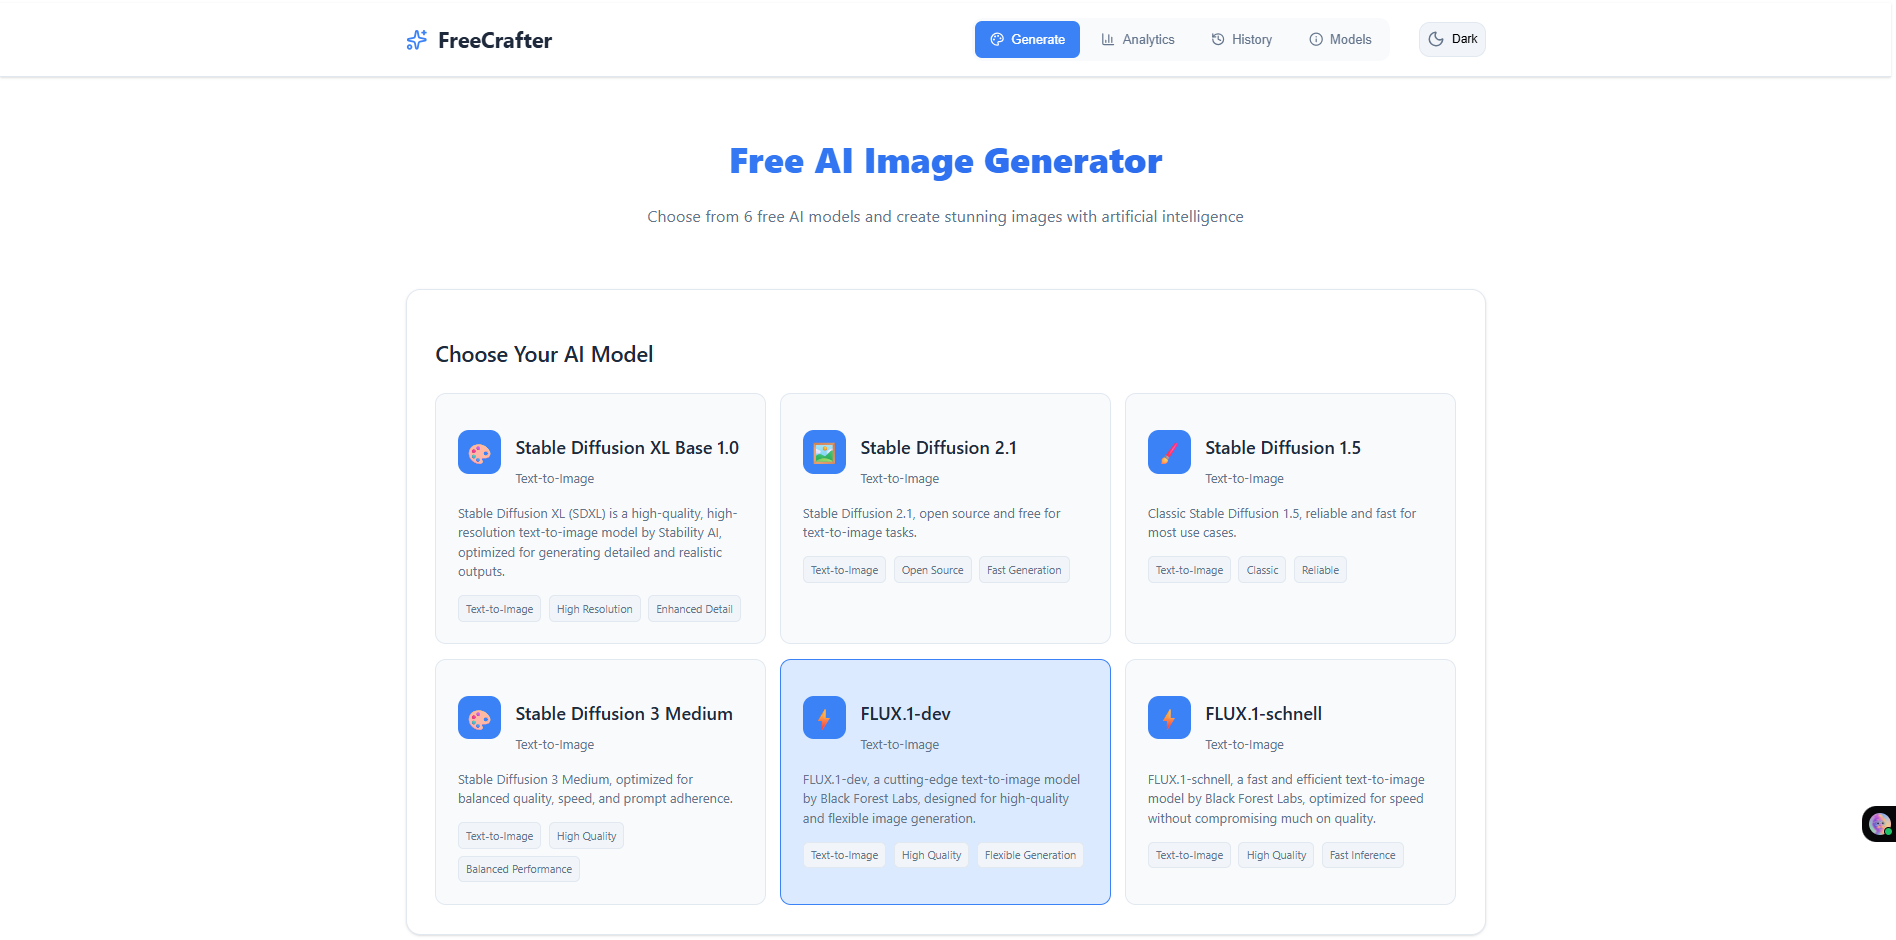 FreeCrafter
Generate
Analytics
History
Models
Dark
Free AI Image Generator
Choose from 6 free AI models and create stunning images with artificial intelligence
Choose Your AI Model
Stable Diffusion XL Base 1.0
Text-to-Image
Stable Diffusion XL (SDXL) is a high-quality, high-
resolution text-to-image model by Stability AI,
optimized for generating detailed and realistic
outputs.
Text-to-Image High Resolution Enhanced Detail
Stable Diffusion 2.1
Text-to-Image
Stable Diffusion 2.1, open source and free for
text-to-image tasks.
Text-to-Image Open Source Fast Generation
Stable Diffusion 1.5
Text-to-Image
Classic Stable Diffusion 1.5, reliable and fast for
most use cases.
Text-to-Image Classic Reliable
Stable Diffusion 3 Medium
Text-to-Image
Stable Diffusion 3 Medium, optimized for
balanced quality, speed, and prompt adherence.
Text-to-Image High Quality
Balanced Performance
FLUX.1-dev
Text-to-Image
FLUX.1-dev, a cutting-edge text-to-image model
by Black Forest Labs, designed for high-quality
and flexible image generation.
Text-to-Image High Quality Flexible Generation
FLUX.1-schnell
Text-to-Image
FLUX.1-schnell, a fast and efficient text-to-image
model by Black Forest Labs, optimized for speed
without compromising much on quality.
Text-to-Image High Quality Fast Inference